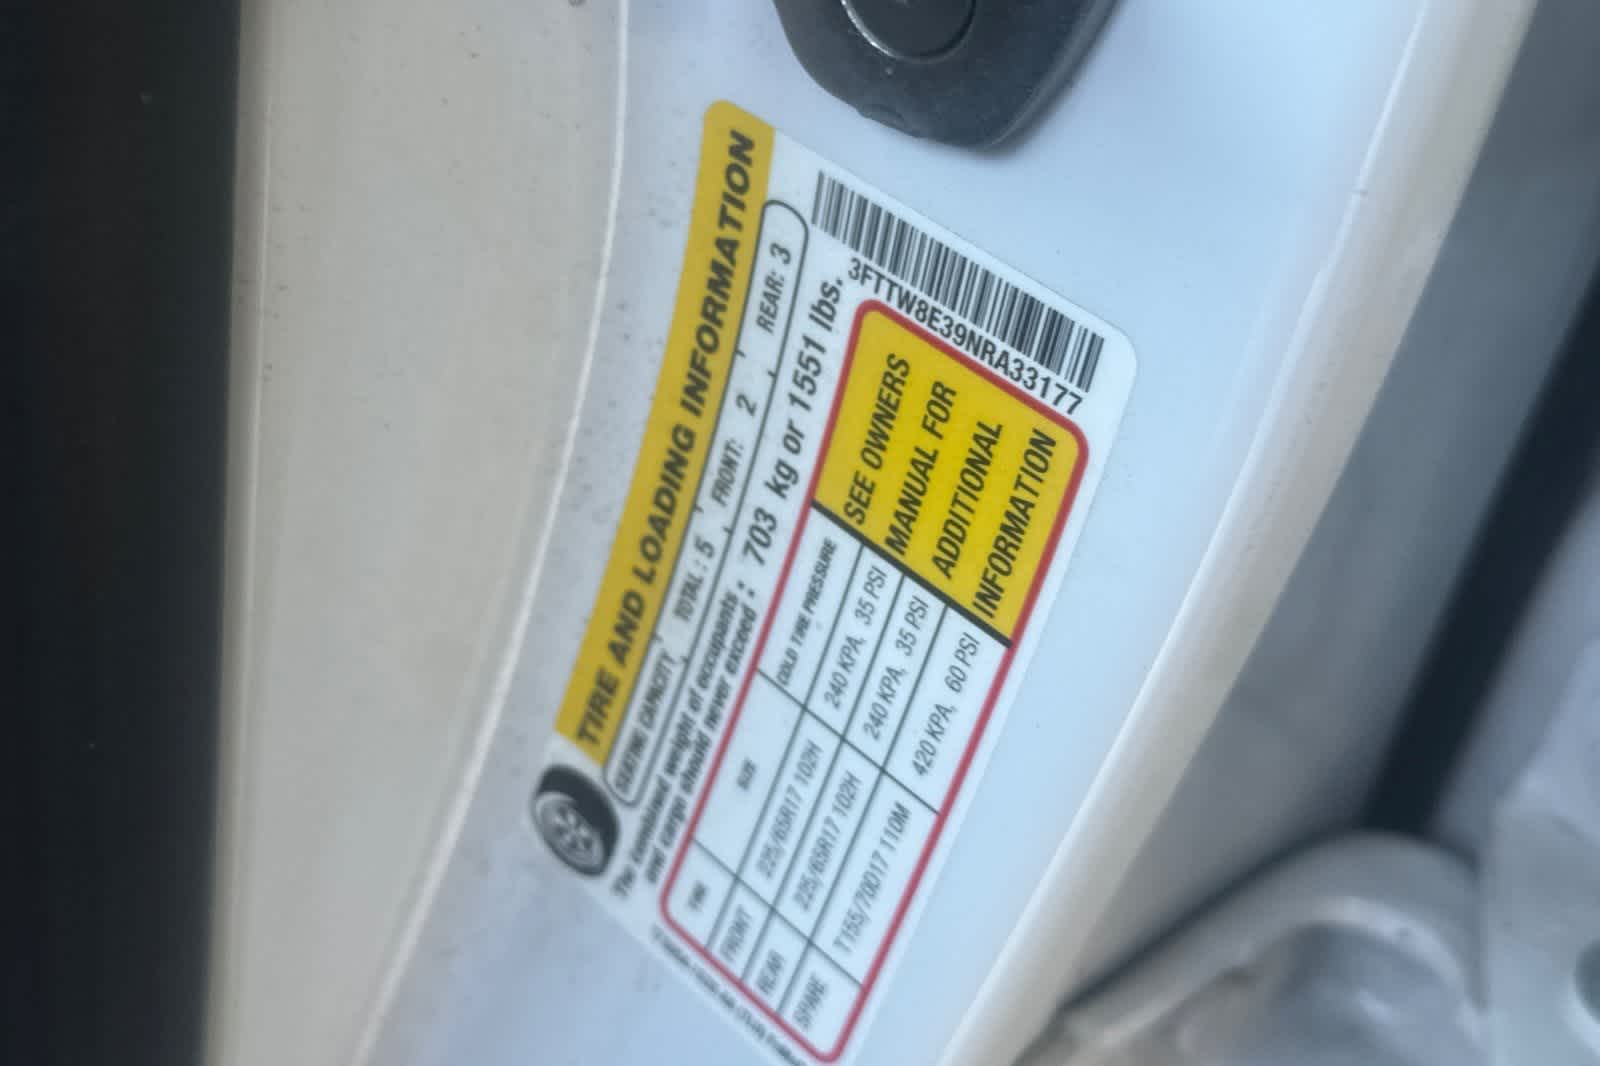 TIRE AND LOADING INFORMATION
SEATING CAPACITY TOTAL: 5 FRONT: 2 REAR: 3
The combined weight of occupants
and cargo should never exceed : 703 kg or 1551 lbs.
3FTTW8E39NRA33177
TIRE SIZE COLD TIRE PRESSURE
FRONT 225/65R17 102H 240 KPA, 35 PSI
REAR 225/65R17 102H 240 KPA, 35 PSI
SPARE T155/70D17 110M 420 KPA, 60 PSI
SEE OWNERS
MANUAL FOR
ADDITIONAL
INFORMATION